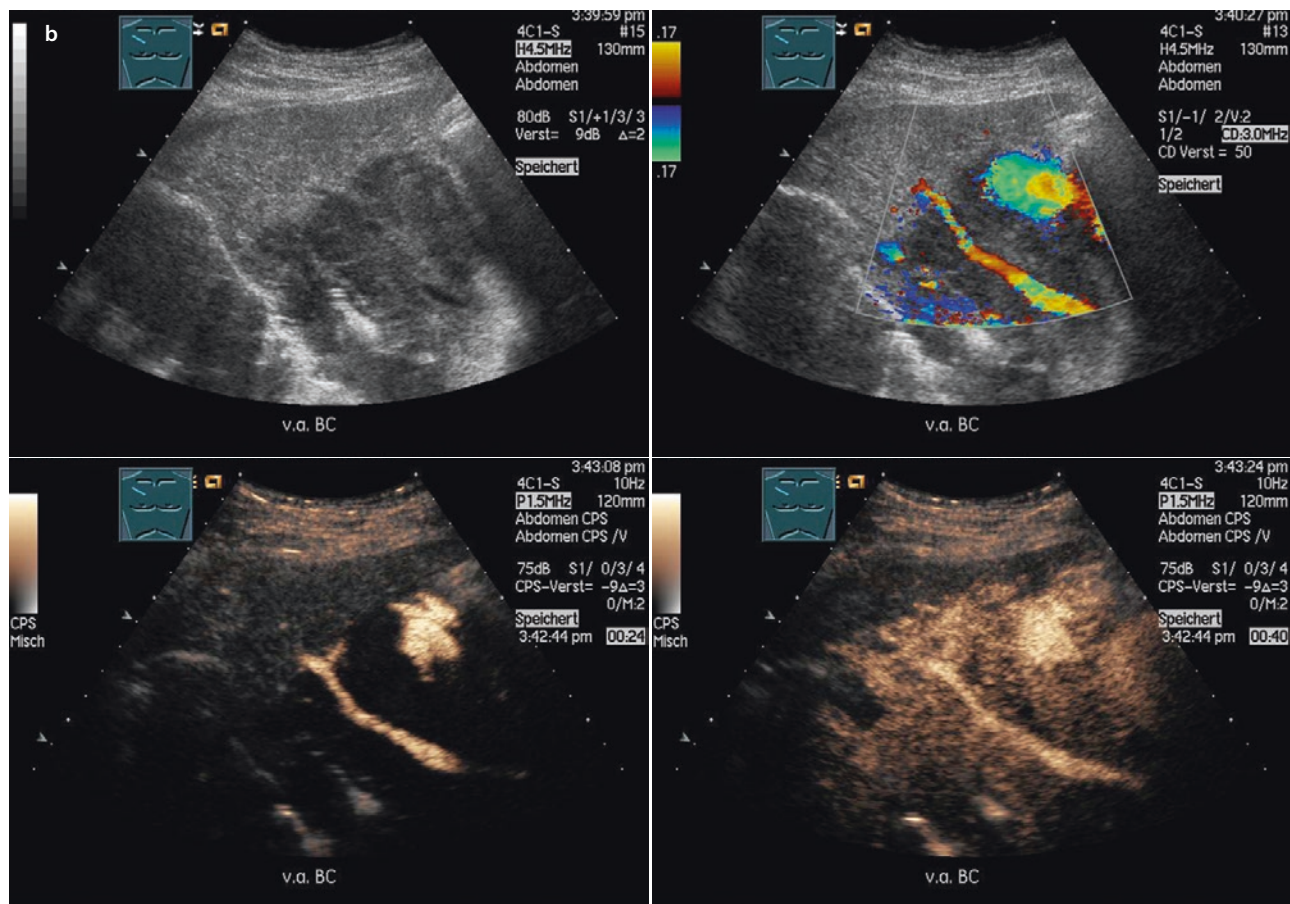 b
3:39:59 pm
4C1-S #15
H4.5MHz 130mm
Abdomen
Abdomen
80dB S1/+1/3/ 3
Verst= 9dB Δ=2
Speichert
v.a. BC
.17
.17
3:40:27 pm
4C1-S #13
H4.5MHz 130mm
Abdomen
Abdomen
S1/-1/ 2/V:2
1/2 CD:3.0MHz
CD Verst = 50
Speichert
v.a. BC
3:43:08 pm
4C1-S 10Hz
P1.5MHz 120mm
Abdomen CPS
Abdomen CPS /V
75dB S1/ 0/3/ 4
CPS-Verst= -9Δ=3
0/M:2
Speichert
3:42:44 pm 00:24
CPS
Misch
v.a. BC
3:43:24 pm
4C1-S 10Hz
P1.5MHz 120mm
Abdomen CPS
Abdomen CPS /V
75dB S1/ 0/3/ 4
CPS-Verst= -9Δ=3
0/M:2
Speichert
3:42:44 pm 00:40
CPS
Misch
v.a. BC